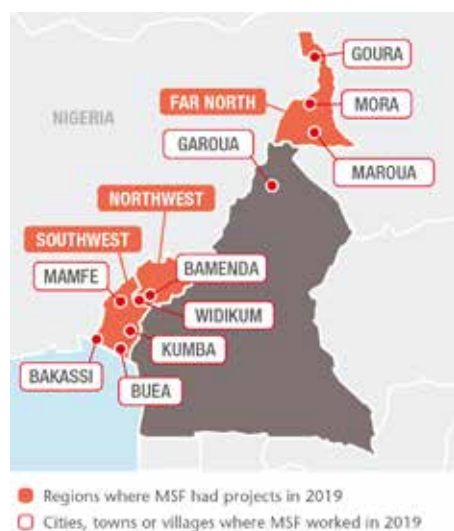 GOURA
FAR NORTH
MORA
NIGERIA
GAROUA
MAROUA
NORTHWEST
SOUTHWEST
MAMFE
BAMENDA
WIDIKUM
KUMBA
BAKASSI
BUEA
Regions where MSF had projects in 2019
Cities, towns or villages where MSF worked in 2019